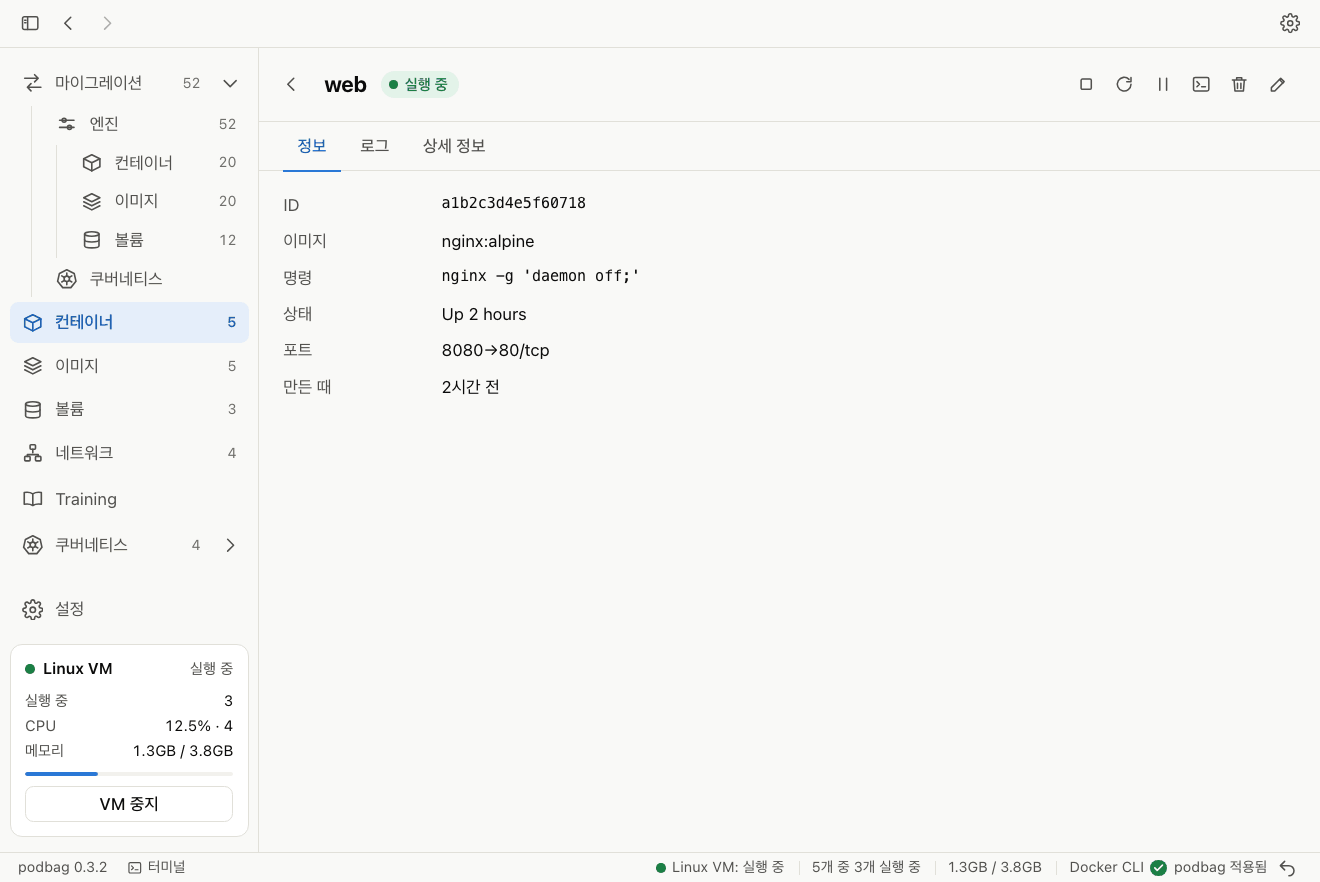 마이그레이션 52
엔진 52
컨테이너 20
이미지 20
볼륨 12
쿠버네티스
컨테이너 5
이미지 5
볼륨 3
네트워크 4
Training
쿠버네티스 4
설정
Linux VM 실행 중
실행 중 3
CPU 12.5% · 4
메모리 1.3GB / 3.8GB
VM 중지
web 실행 중
정보 로그 상세 정보
ID a1b2c3d4e5f60718
이미지 nginx:alpine
명령 nginx -g 'daemon off;'
상태 Up 2 hours
포트 8080→80/tcp
만든 때 2시간 전
podbag 0.3.2 터미널 Linux VM: 실행 중 5개 중 3개 실행 중 1.3GB / 3.8GB Docker CLI podbag 적용됨